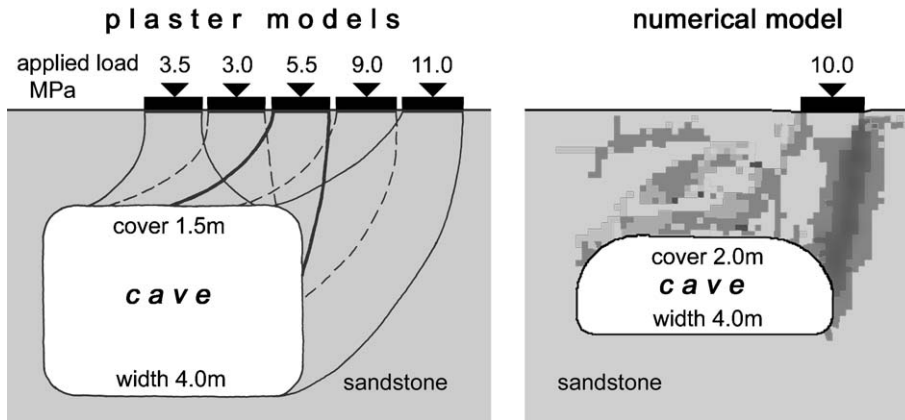 plaster models
applied load 3.5 3.0 5.5 9.0 11.0
MPa
cover 1.5m
cave
width 4.0m
sandstone
numerical model
10.0
cover 2.0m
cave
width 4.0m
sandstone